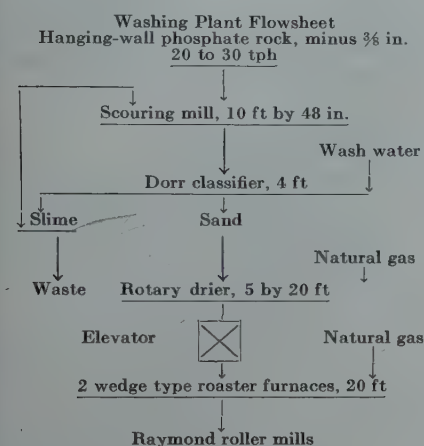 Washing Plant Flowsheet
Hanging-wall phosphate rock, minus ⅜ in.
20 to 30 tph
Scouring mill, 10 ft by 48 in.
Wash water
Dorr classifier, 4 ft
Slime
Sand
Natural gas
Waste
Rotary drier, 5 by 20 ft
Elevator
Natural gas
2 wedge type roaster furnaces, 20 ft
Raymond roller mills